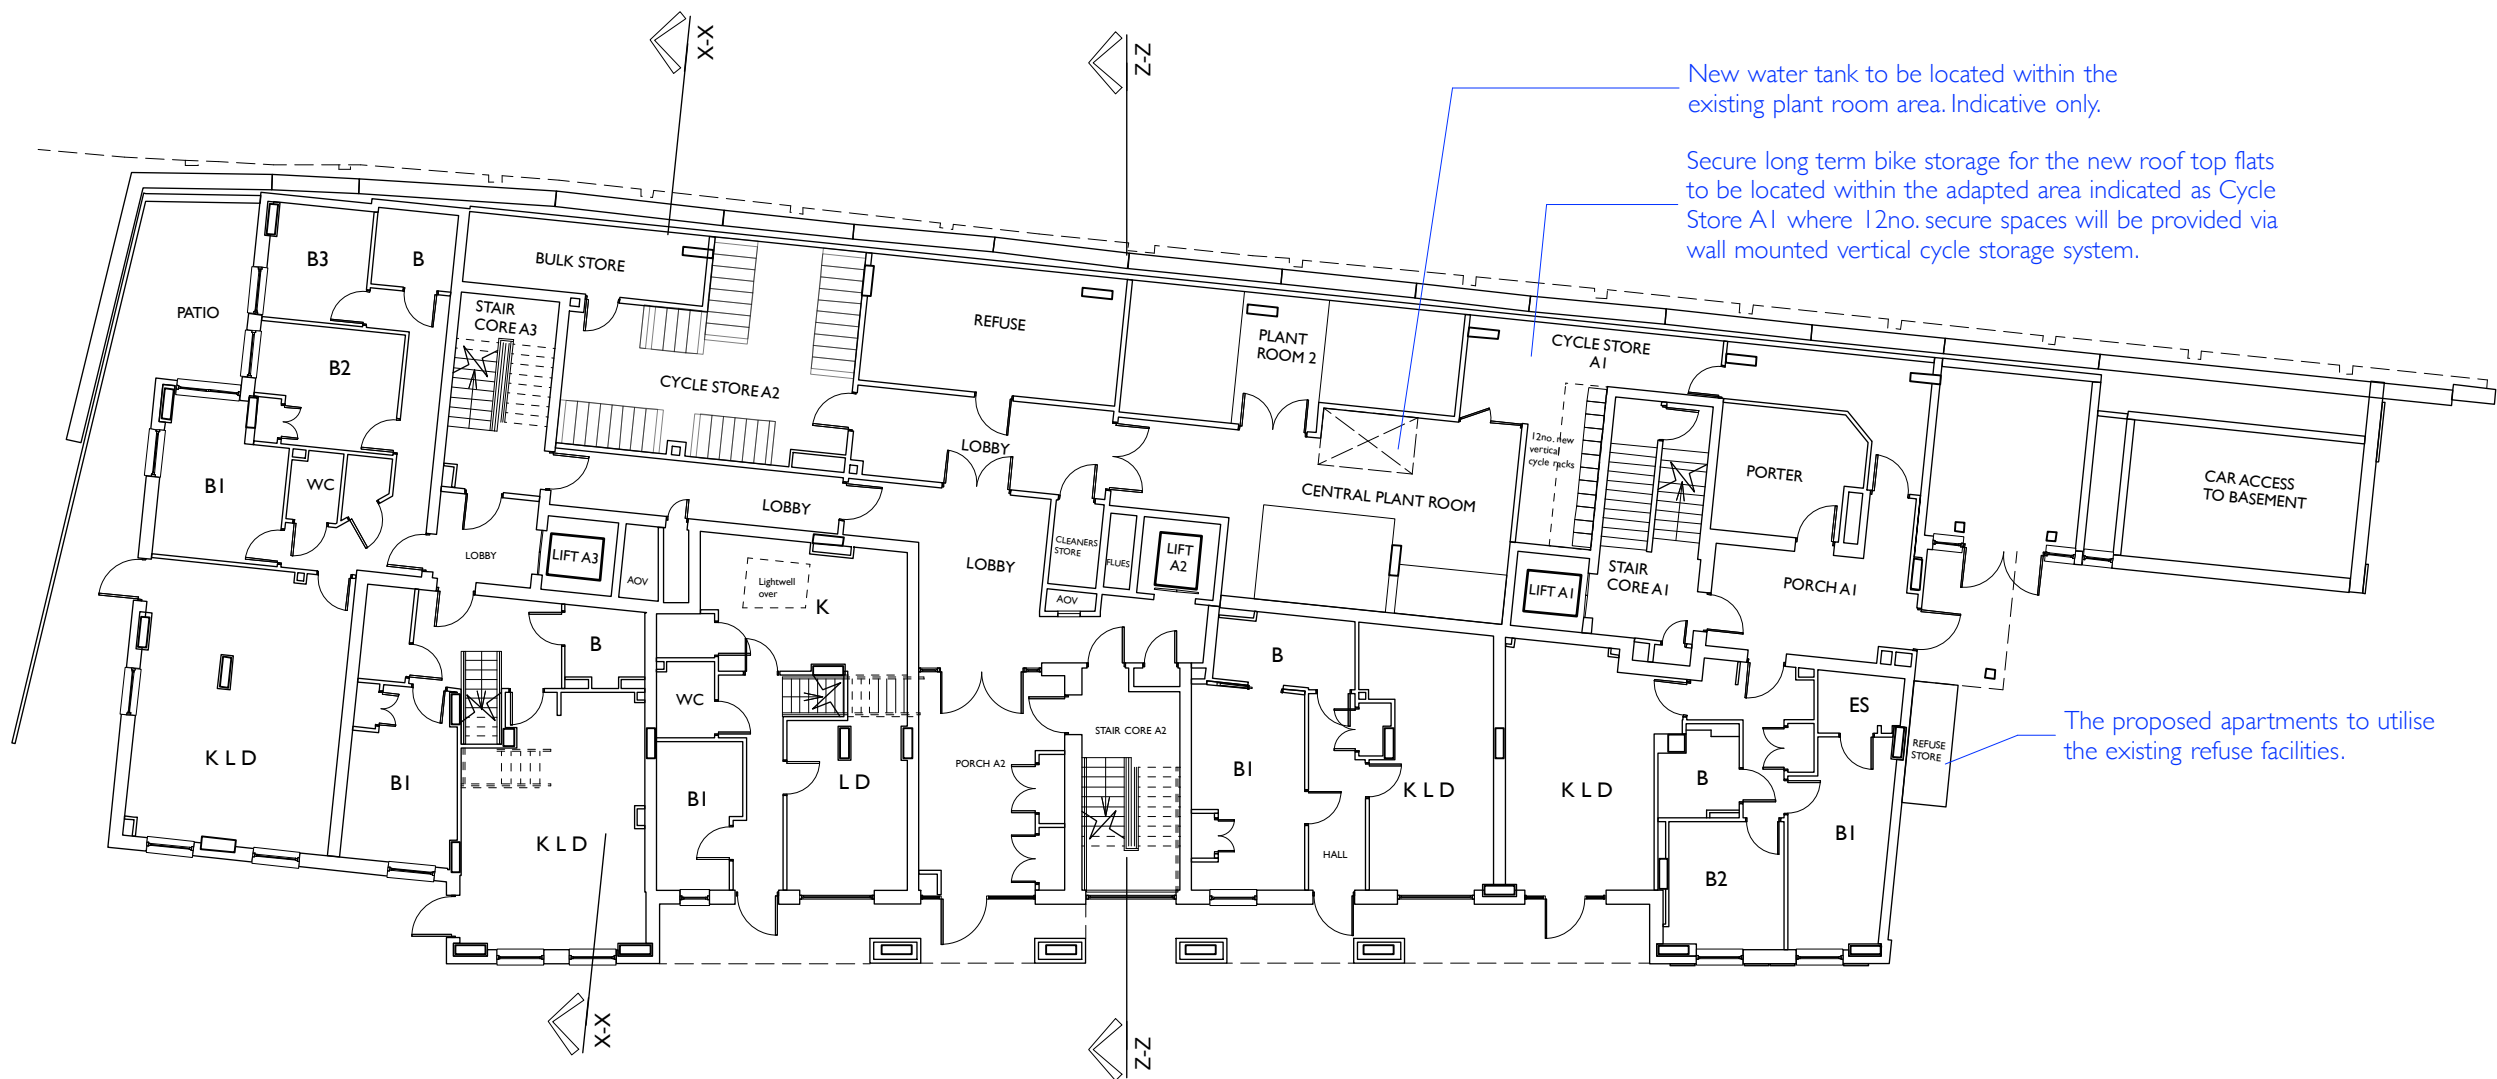 X-X
Z-Z
New water tank to be located within the
existing plant room area. Indicative only.
Secure long term bike storage for the new roof top flats
to be located within the adapted area indicated as Cycle
Store A1 where 12no. secure spaces will be provided via
wall mounted vertical cycle storage system.
B3
B
BULK STORE
PATIO
STAIR
CORE A3
REFUSE
PLANT
ROOM 2
CYCLE STORE
A1
B2
CYCLE STORE A2
LOBBY
12no. new
vertical
cycle racks
PORTER
CAR ACCESS
TO BASEMENT
B1
WC
LOBBY
CENTRAL PLANT ROOM
LOBBY
LIFT A3
AOV
Lightwell
over
K
LOBBY
CLEANERS
STORE
FLUES
LIFT
A2
AOV
LIFT A1
STAIR
CORE A1
PORCH A1
B
B
WC
STAIR CORE A2
ES
REFUSE
STORE
The proposed apartments to utilise
the existing refuse facilities.
K L D
B1
B1
L D
PORCH A2
B1
K L D
K L D
B
K L D
HALL
B1
B2
X-X
Z-Z